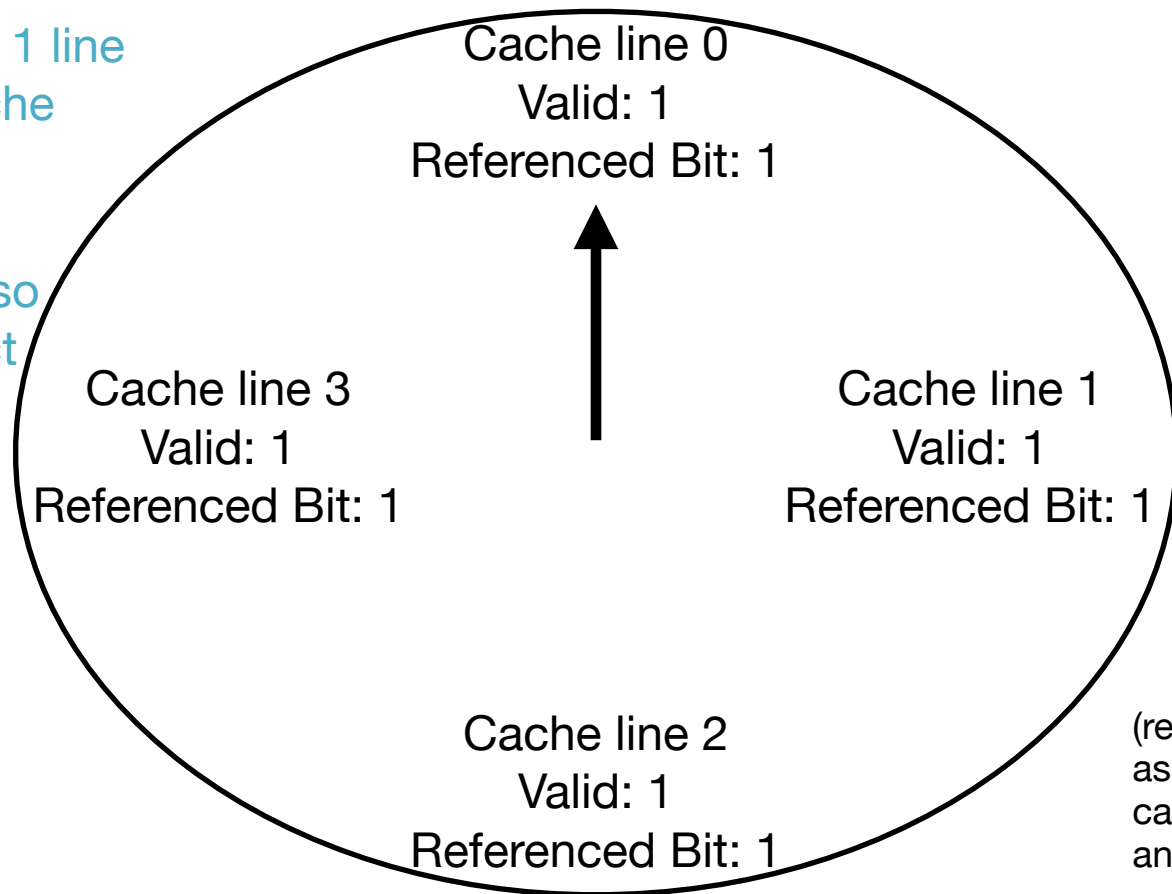 1 line
che
so
ct
Cache line 0
Valid: 1
Referenced Bit: 1
Cache line 3
Valid: 1
Referenced Bit: 1
Cache line 1
Valid: 1
Referenced Bit: 1
Cache line 2
Valid: 1
Referenced Bit: 1
(re
as
ca
an